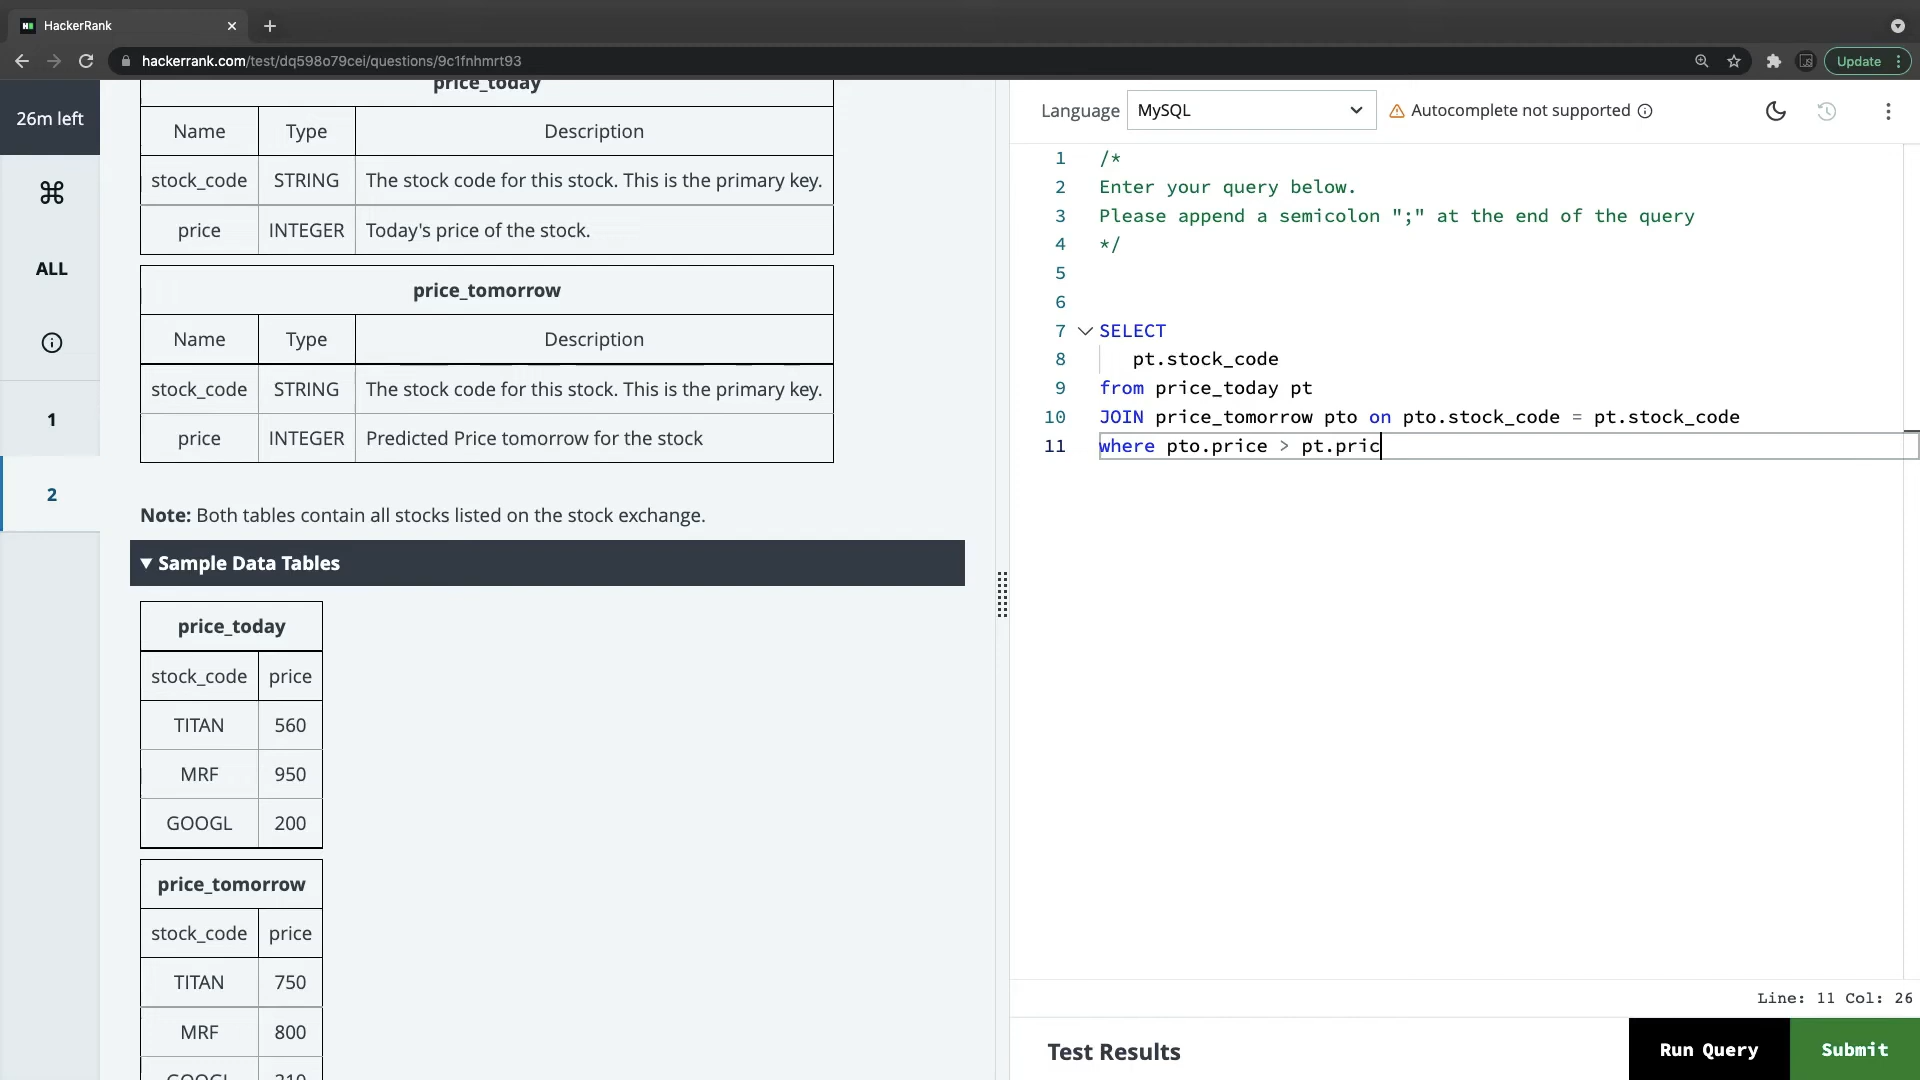 HackerRank
hackerrank.com/test/dq598o79cei/questions/9c1fnhmrt93
Update
26m left
ALL
1
2
price_today
Name Type Description
stock_code STRING The stock code for this stock. This is the primary key.
price INTEGER Today's price of the stock.
price_tomorrow
Name Type Description
stock_code STRING The stock code for this stock. This is the primary key.
price INTEGER Predicted Price tomorrow for the stock
Note: Both tables contain all stocks listed on the stock exchange.
Sample Data Tables
price_today
stock_code price
TITAN 560
MRF 950
GOOGL 200
price_tomorrow
stock_code price
TITAN 750
MRF 800
GOOGL 210
Language MySQL Autocomplete not supported
1 /*
2 Enter your query below.
3 Please append a semicolon ";" at the end of the query
4 */
5
6
7 SELECT
8 pt.stock_code
9 from price_today pt
10 JOIN price_tomorrow pto on pto.stock_code = pt.stock_code
11 where pto.price > pt.pric
Line: 11 Col: 26
Test Results
Run Query
Submit